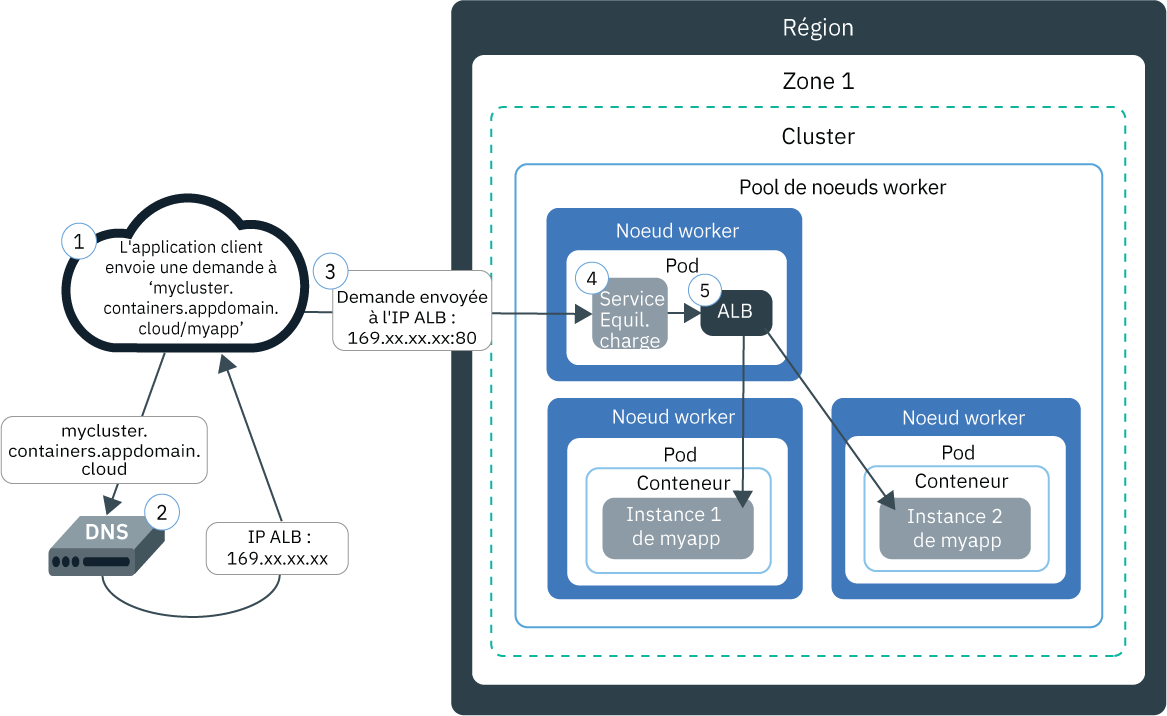 Région
Zone 1
Cluster
Pool de noeuds worker
1
L'application client
envoie une demande à
‘mycluster.
containers.appdomain.
cloud/myapp’
3
Demande envoyée
à l'IP ALB :
169.xx.xx.xx:80
Noeud worker
Pod
4
Service
Equil.
charge
5
ALB
mycluster.
containers.appdomain.
cloud
2
DNS
IP ALB :
169.xx.xx.xx
Noeud worker
Pod
Conteneur
Instance 1
de myapp
Noeud worker
Pod
Conteneur
Instance 2
de myapp